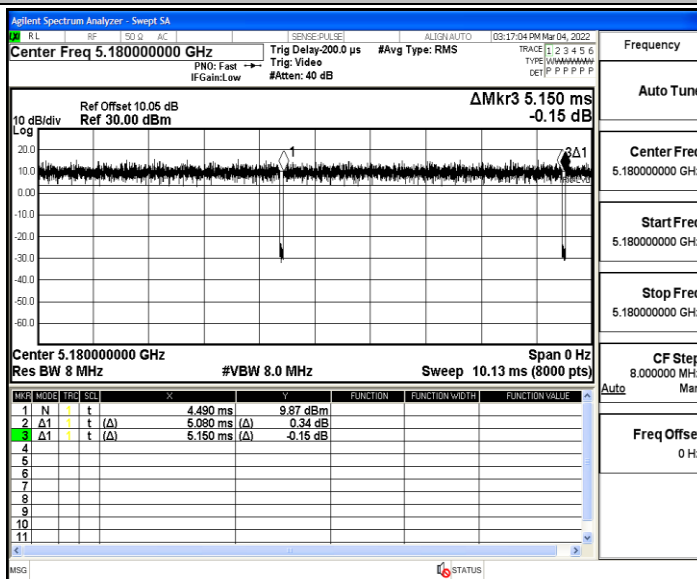 Agilent Spectrum Analyzer - Swept SA
RL RF 50 Ω AC SENSE:PULSE ALIGN AUTO 03:17:04 PM Mar 04, 2022
Center Freq 5.180000000 GHz
PNO: Fast
IFGain:Low
Trig Delay-200.0 µs
Trig: Video
#Atten: 40 dB
#Avg Type: RMS
TRACE 1 2 3 4 5 6
TYPE
DET P P P P P P
ΔMkr3 5.150 ms
-0.15 dB
Ref Offset 10.05 dB
10 dB/div Ref 30.00 dBm
Log
20.0
10.0
0.00
-10.0
-20.0
-30.0
-40.0
-50.0
-60.0
1
3Δ1
Center 5.180000000 GHz Span 0 Hz
Res BW 8 MHz #VBW 8.0 MHz Sweep 10.13 ms (8000 pts)
MKR MODE TRC SCL X Y FUNCTION FUNCTION WIDTH FUNCTION VALUE
1 N 1 t 4.490 ms 9.87 dBm
2 Δ1 1 t (Δ) 5.080 ms (Δ) 0.34 dB
3 Δ1 1 t (Δ) 5.150 ms (Δ) -0.15 dB
4
5
6
7
8
9
10
11
MSG STATUS
Frequency
Auto Tune
Center Freq
5.180000000 GHz
Start Freq
5.180000000 GHz
Stop Freq
5.180000000 GHz
CF Step
8.000000 MHz
Auto Man
Freq Offset
0 Hz